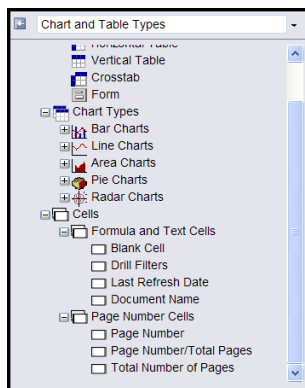 Chart and Table Types
Horizontal Table
Vertical Table
Crosstab
Form
Chart Types
Bar Charts
Line Charts
Area Charts
Pie Charts
Radar Charts
Cells
Formula and Text Cells
Blank Cell
Drill Filters
Last Refresh Date
Document Name
Page Number Cells
Page Number
Page Number/Total Pages
Total Number of Pages